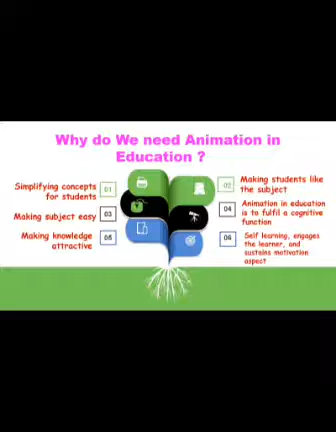 Why do We need Animation in
Education ?
Simplifying concepts
for students
01
02
Making students like
the subject
Making subject easy
03
04
Animation in education
is to fulfil a cognitive
function
Making knowledge
attractive
05
06
Self learning, engages
the learner, and
sustains motivation
aspect